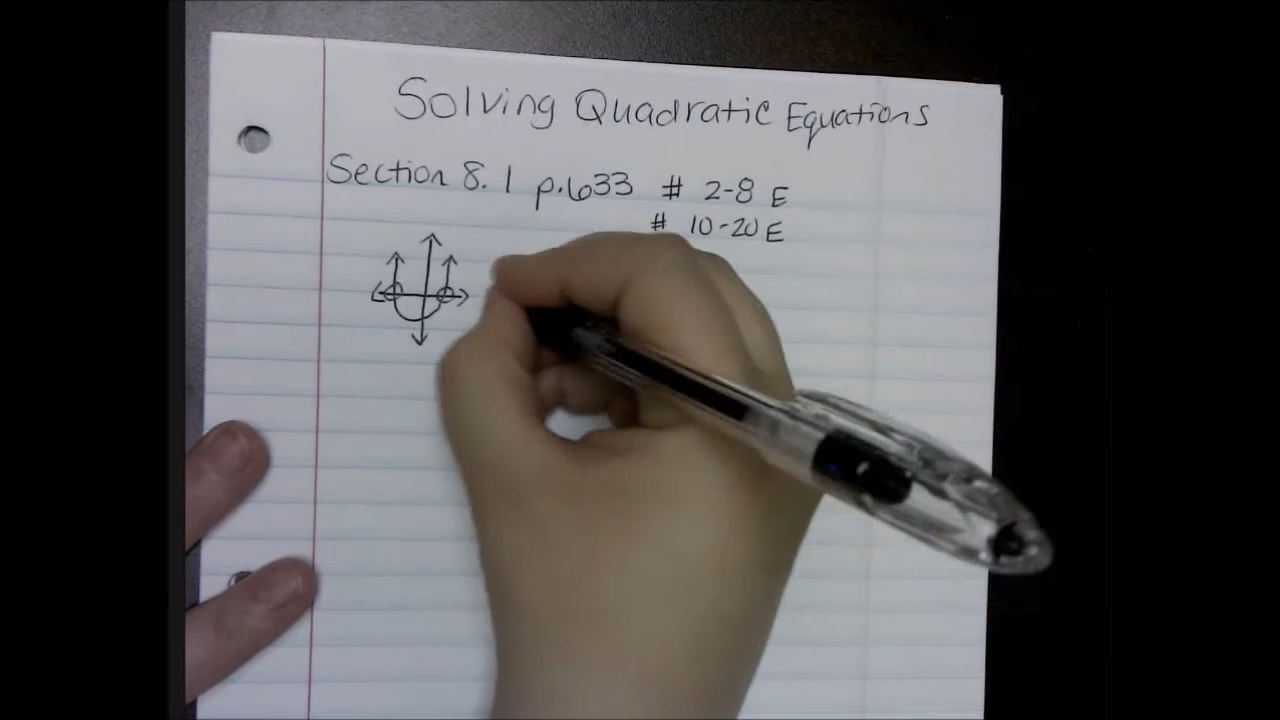 Solving Quadratic Equations
Section 8.1 p.633 # 2-8 E
# 10-20 E